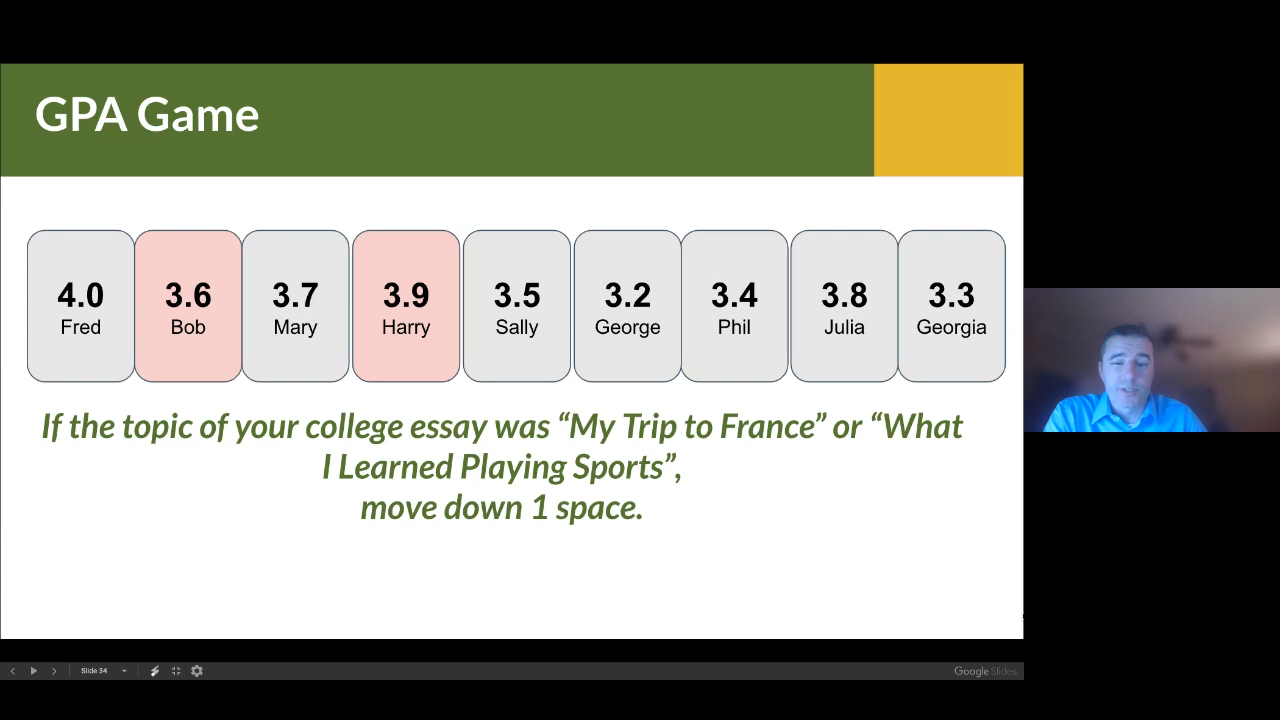 GPA Game
4.0 3.6 3.7 3.9 3.5 3.2 3.4 3.8 3.3
Fred Bob Mary Harry Sally George Phil Julia Georgia
If the topic of your college essay was “My Trip to France” or “What
I Learned Playing Sports”,
move down 1 space.
Slide 34
Google Slides